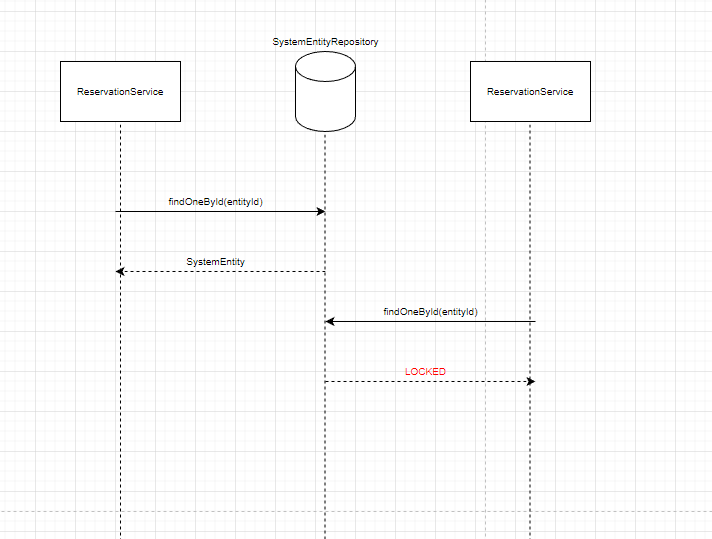 SystemEntityRepository
ReservationService
ReservationService
findOneById(entityId)
SystemEntity
findOneById(entityId)
LOCKED